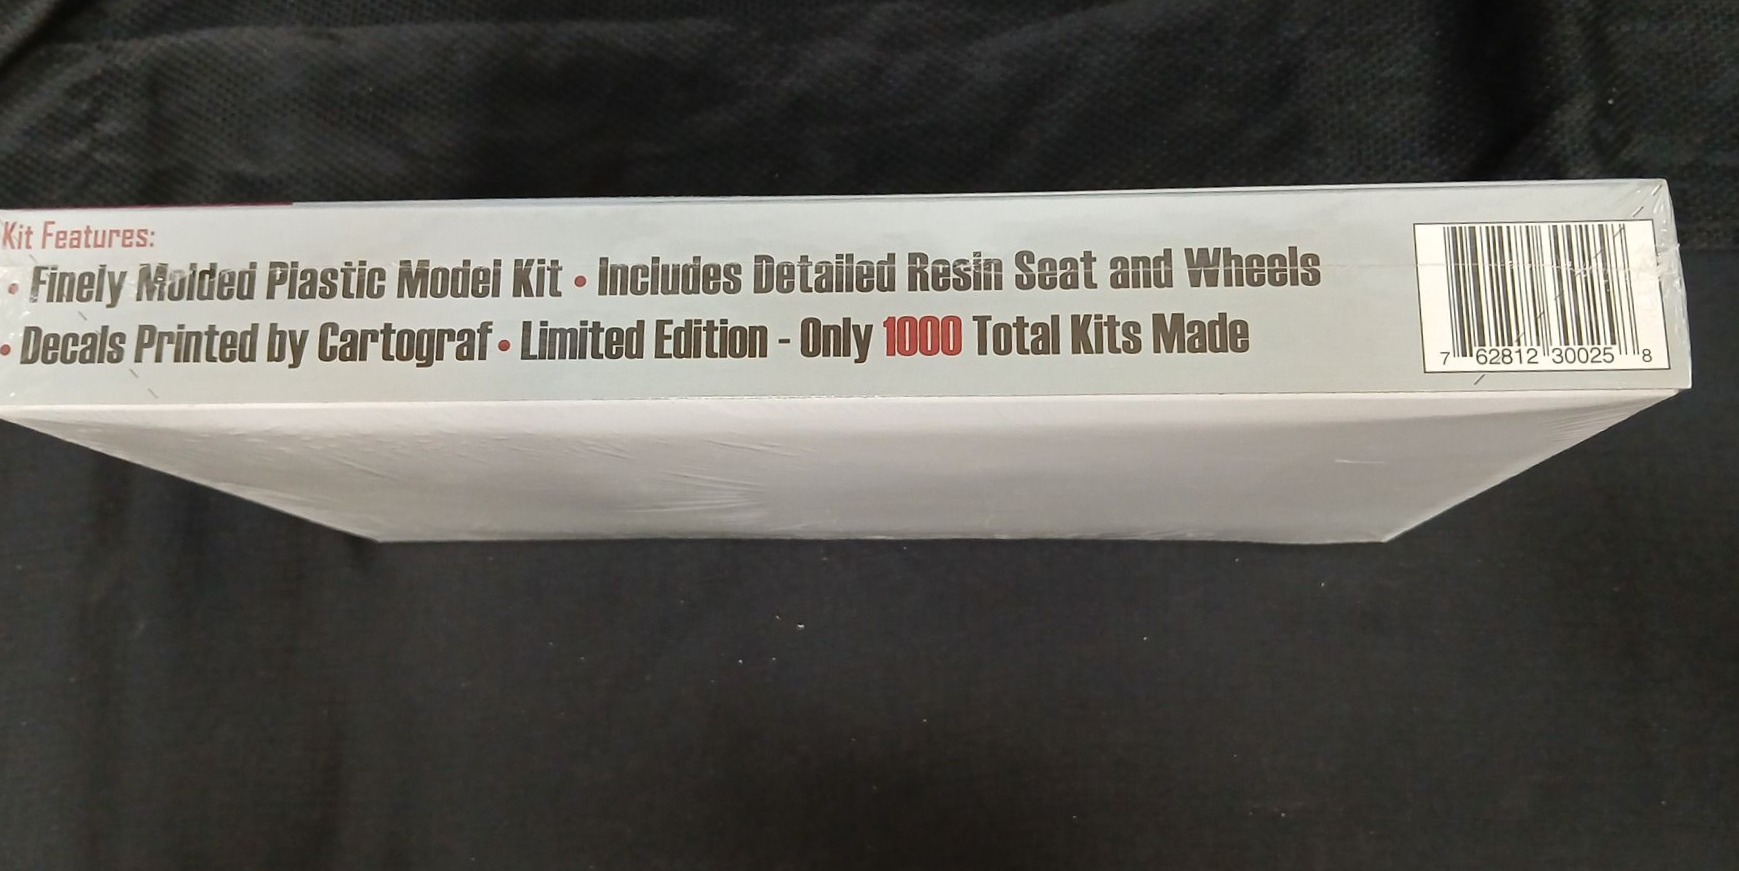 Kit Features:
• Finely Molded Plastic Model Kit • Includes Detailed Resin Seat and Wheels
• Decals Printed by Cartograf • Limited Edition - Only 1000 Total Kits Made
7 62812 30025 8